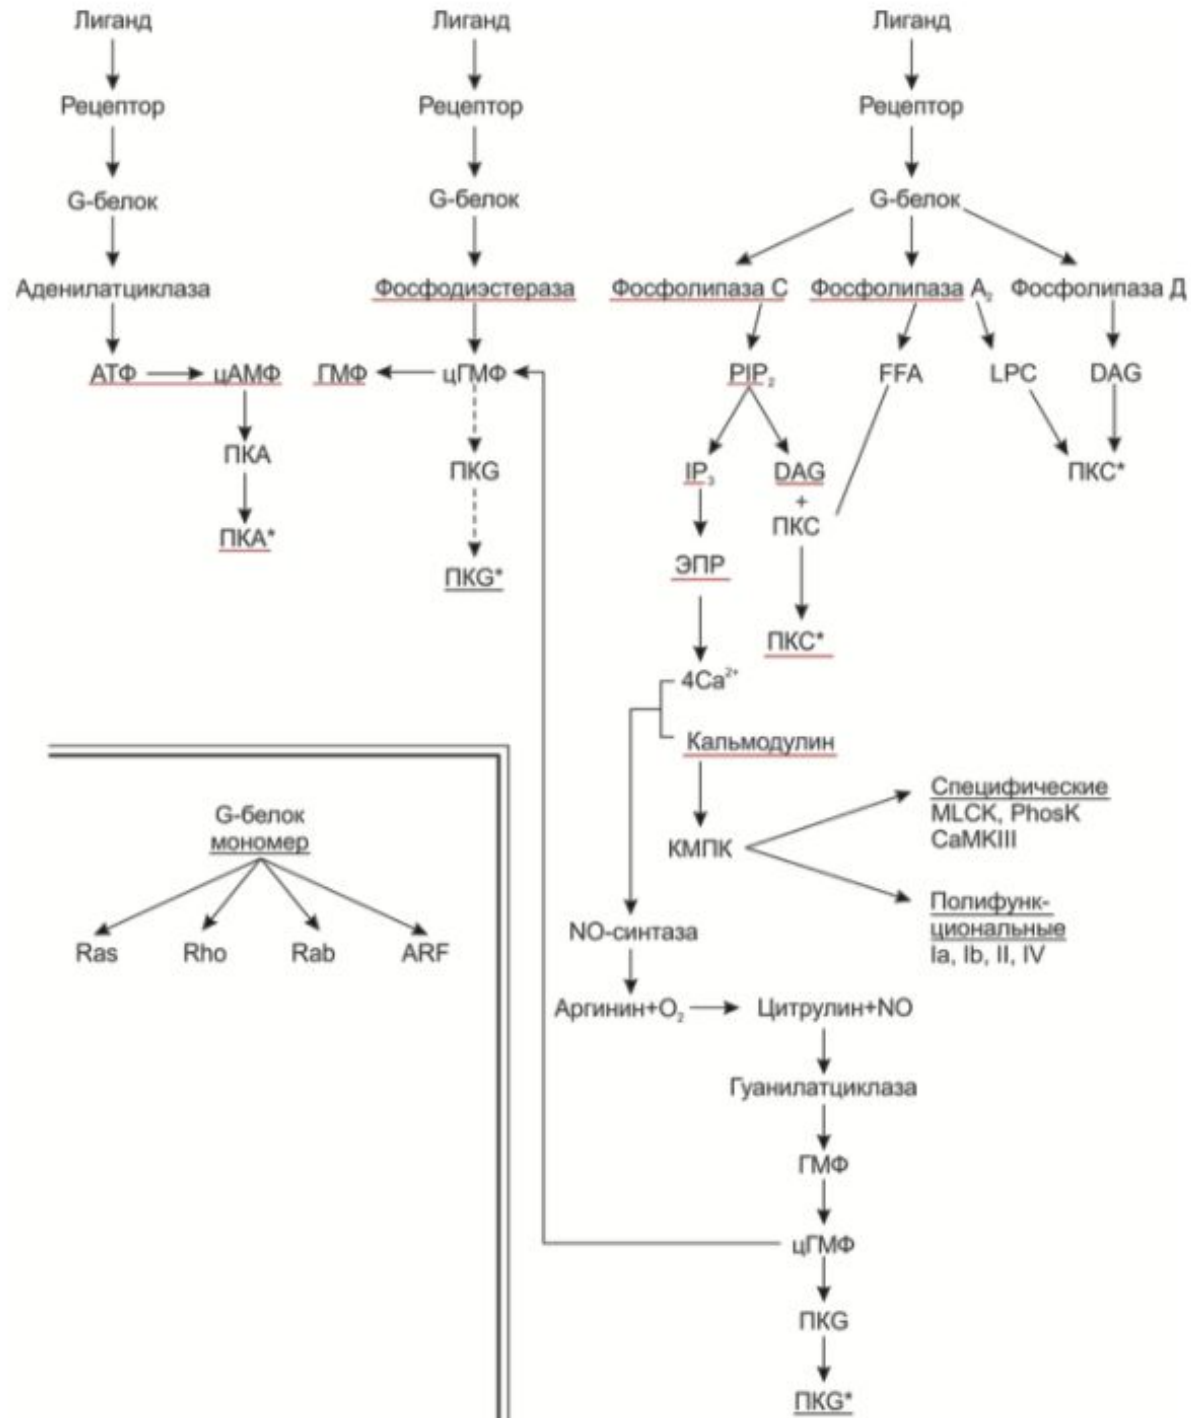 Лиганд
Рецептор
G-белок
Аденилатциклаза
АТФ
цАМФ
ПКА
ПКА*
Лиганд
Рецептор
G-белок
Фосфодиэстераза
ГМФ
цГМФ
ПКG
ПКG*
Лиганд
Рецептор
G-белок
Фосфолипаза С
Фосфолипаза А₂
Фосфолипаза Д
PIP₂
FFA
LPC
DAG
IP₃
DAG
+
ПКС
ПКС*
ПКС*
ЭПР
4Ca²⁺
Кальмодулин
КМПК
Специфические
MLCK, PhosK
CaMKIII
Полифунк-
циональные
Ia, Ib, II, IV
NO-синтаза
Аргинин+O₂
Цитрулин+NO
Гуанилатциклаза
ГМФ
цГМФ
ПКG
ПКG*
G-белок
мономер
Ras
Rho
Rab
ARF